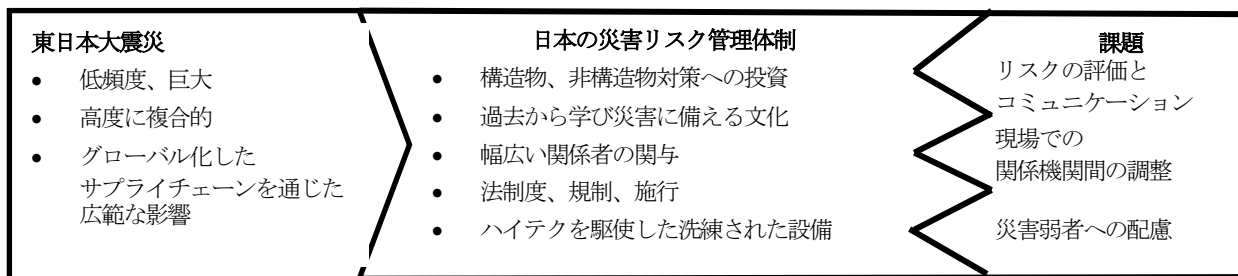 東日本大震災
• 低頻度、巨大
• 高度に複合的
• グローバル化した
サプライチェーンを通じた
広範な影響
日本の災害リスク管理体制
• 構造物、非構造物対策への投資
• 過去から学び災害に備える文化
• 幅広い関係者の関与
• 法制度、規制、施行
• ハイテクを駆使した洗練された設備
課題
リスクの評価と
コミュニケーション
現場での
関係機関間の調整
災害弱者への配慮